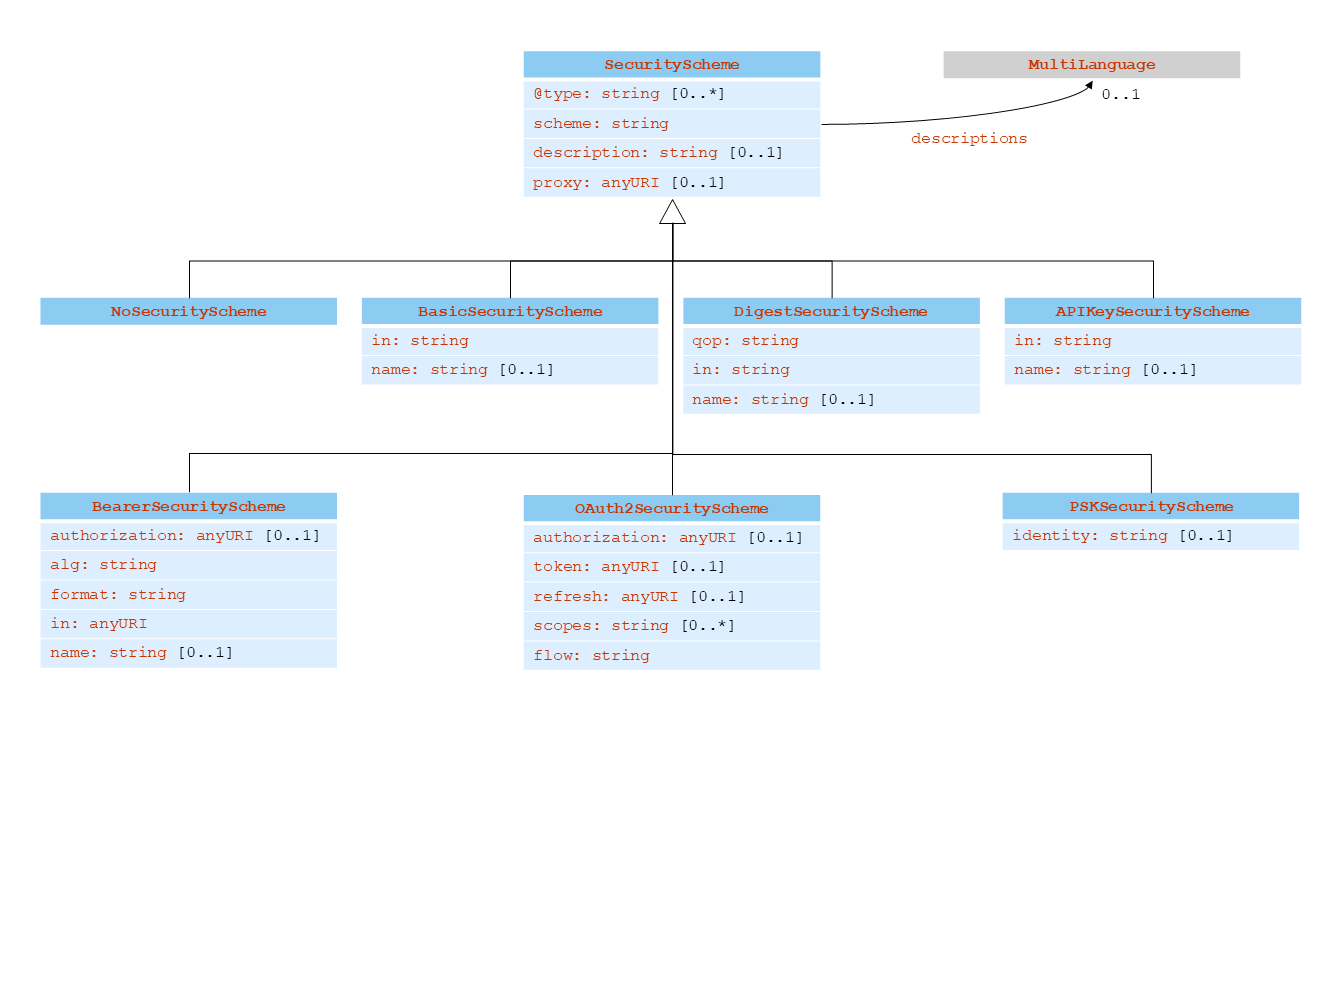 SecurityScheme
@type: string [0..*]
scheme: string
description: string [0..1]
proxy: anyURI [0..1]
MultiLanguage
0..1
descriptions
NoSecurityScheme
BasicSecurityScheme
in: string
name: string [0..1]
DigestSecurityScheme
qop: string
in: string
name: string [0..1]
APIKeySecurityScheme
in: string
name: string [0..1]
BearerSecurityScheme
authorization: anyURI [0..1]
alg: string
format: string
in: anyURI
name: string [0..1]
OAuth2SecurityScheme
authorization: anyURI [0..1]
token: anyURI [0..1]
refresh: anyURI [0..1]
scopes: string [0..*]
flow: string
PSKSecurityScheme
identity: string [0..1]